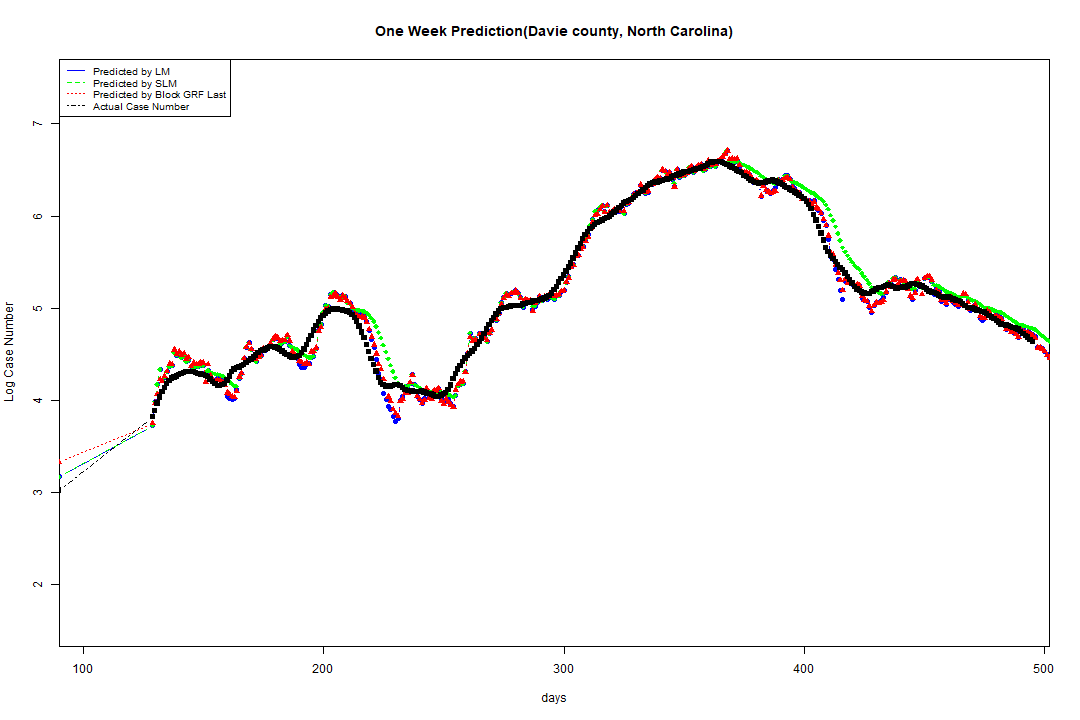 One Week Prediction(Davie county, North Carolina)
Predicted by LM
Predicted by SLM
Predicted by Block GRF Last
Actual Case Number
Log Case Number
7
6
5
4
3
2
100 200 300 400 500
days